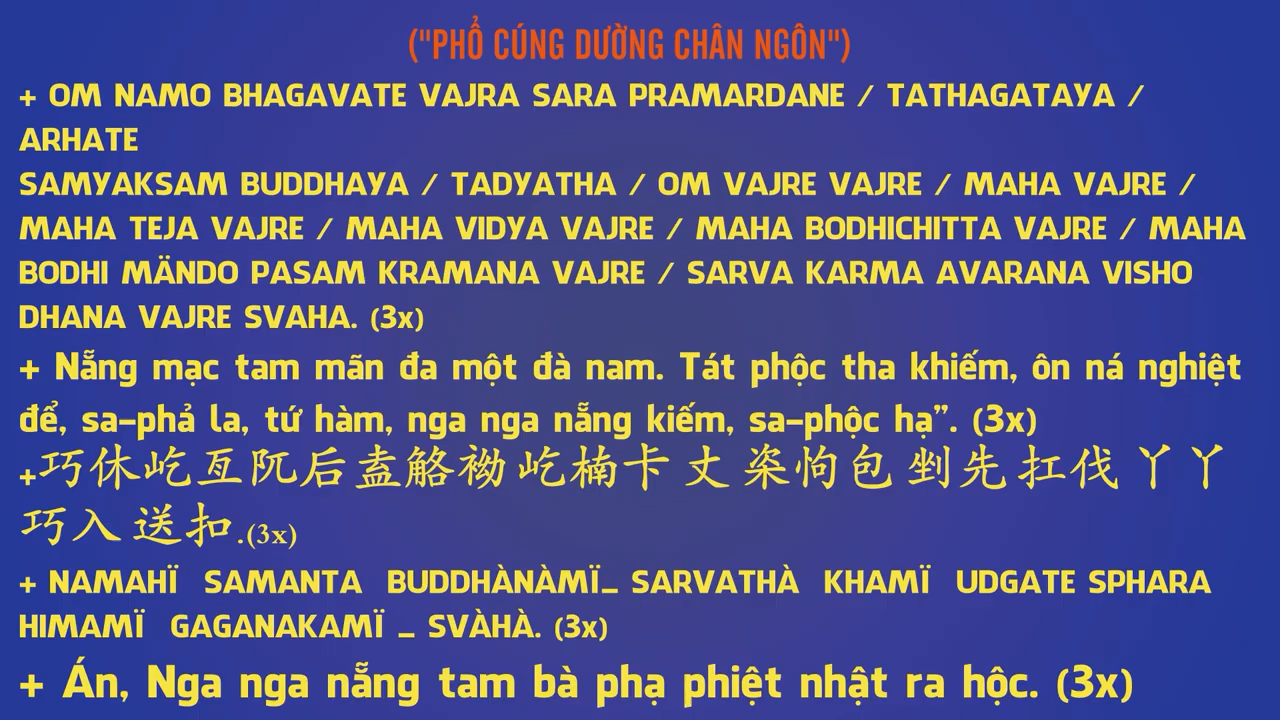 ("PHỔ CÚNG DƯỜNG CHÂN NGÔN")
+ OM NAMO BHAGAVATE VAJRA SARA PRAMARDANE / TATHAGATAYA /
ARHATE
SAMYAKSAM BUDDHAYA / TADYATHA / OM VAJRE VAJRE / MAHA VAJRE /
MAHA TEJA VAJRE / MAHA VIDYA VAJRE / MAHA BODHICHITTA VAJRE / MAHA
BODHI MÄNDO PASAM KRAMANA VAJRE / SARVA KARMA AVARANA VISHO
DHANA VAJRE SVAHA. (3x)
+ Nẵng mạc tam mãn đa một đà nam. Tát phộc tha khiếm, ôn ná nghiệt
để, sa-phả la, tứ hàm, nga nga nẵng kiếm, sa-phộc hạ”. (3x)
+巧休屹亙阢后盍觡袎屹楠卡丈楶怐包剉先扛伐丫丫
巧入送扣.(3x)
+ NAMAHÏ SAMANTA BUDDHÀNÀMÏ_ SARVATHÀ KHAMÏ UDGATE SPHARA
HIMAMÏ GAGANAKAMÏ _ SVÀHÀ. (3x)
+ Án, Nga nga nẵng tam bà phạ phiệt nhật ra hộc. (3x)